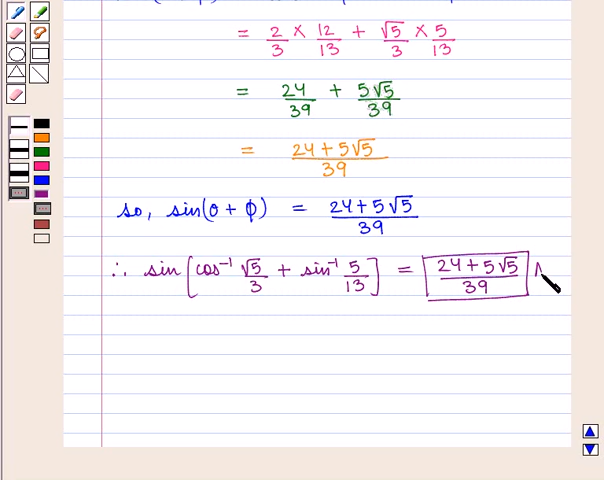 = 2/3 × 12/13 + √5/3 × 5/13
= 24/39 + 5√5/39
= 24 + 5√5/39
so, sin(θ + ϕ) = 24 + 5√5/39
∴ sin[cos⁻¹ √5/3 + sin⁻¹ 5/13] = 24 + 5√5/39